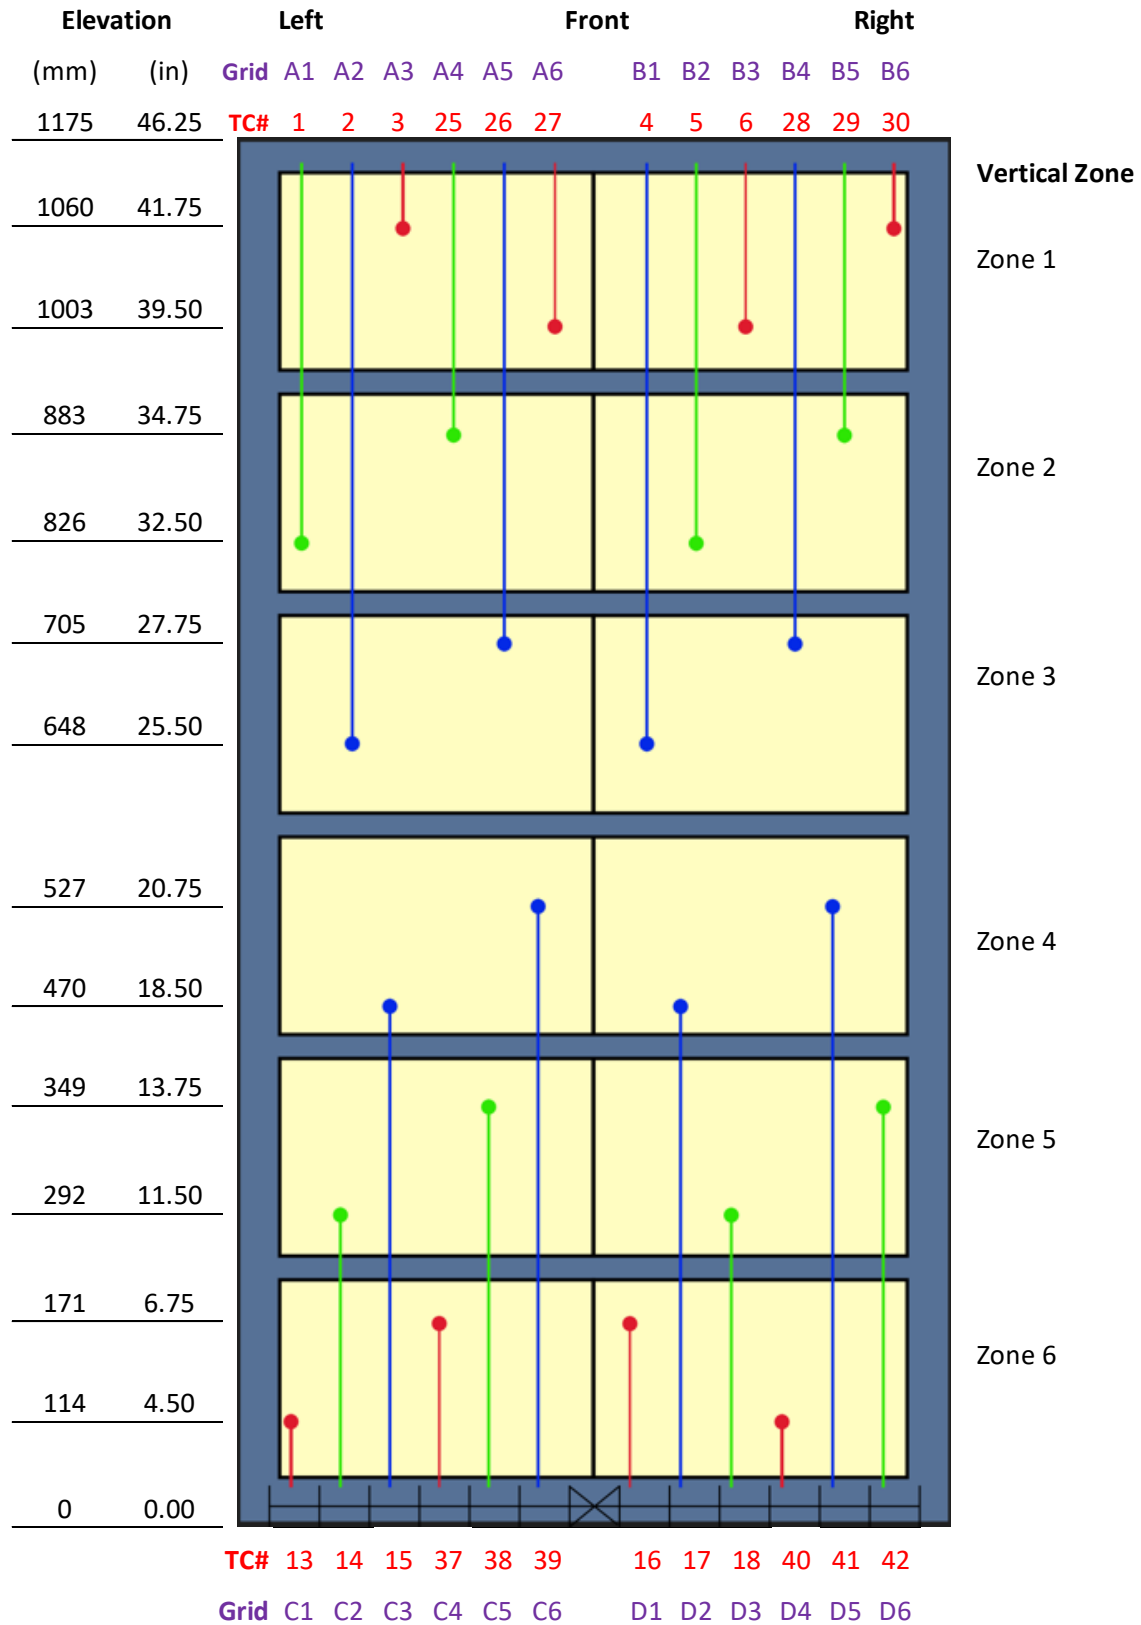 Elevation Left Front Right
(mm) (in) Grid A1 A2 A3 A4 A5 A6 B1 B2 B3 B4 B5 B6
1175 46.25 TC# 1 2 3 25 26 27 4 5 6 28 29 30
Vertical Zone
1060 41.75
Zone 1
1003 39.50
883 34.75
Zone 2
826 32.50
705 27.75
Zone 3
648 25.50
527 20.75
Zone 4
470 18.50
349 13.75
Zone 5
292 11.50
171 6.75
Zone 6
114 4.50
0 0.00
TC# 13 14 15 37 38 39 16 17 18 40 41 42
Grid C1 C2 C3 C4 C5 C6 D1 D2 D3 D4 D5 D6